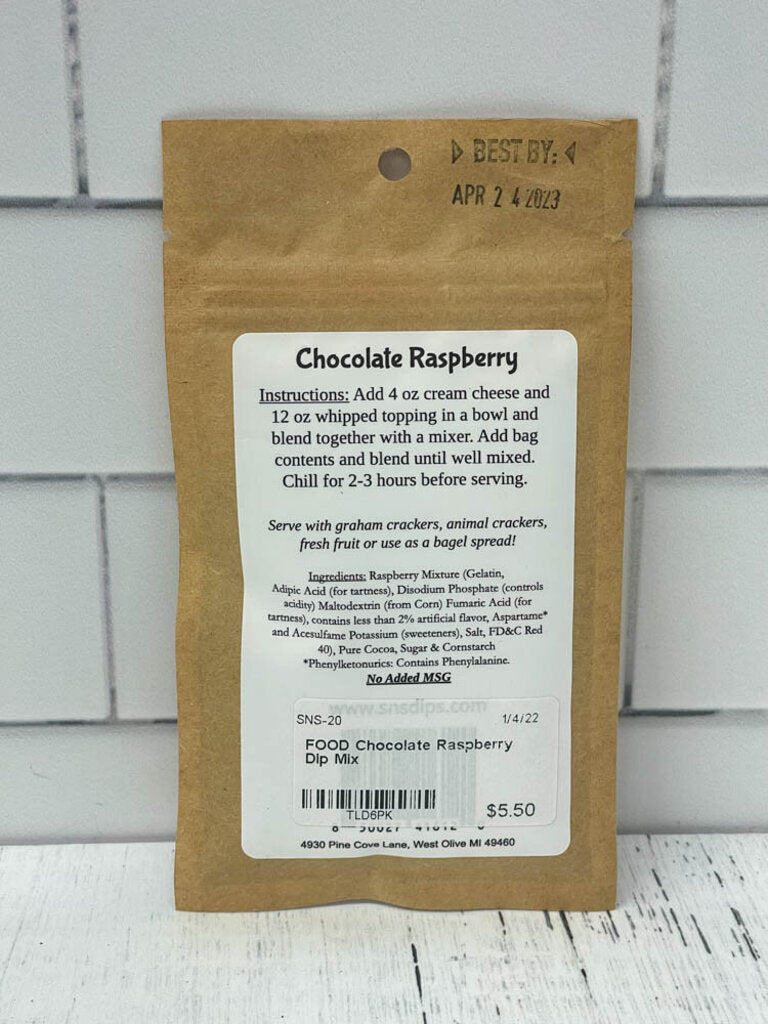 BEST BY:
APR 24 2023
Chocolate Raspberry
Instructions: Add 4 oz cream cheese and
12 oz whipped topping in a bowl and
blend together with a mixer. Add bag
contents and blend until well mixed.
Chill for 2-3 hours before serving.
Serve with graham crackers, animal crackers,
fresh fruit or use as a bagel spread!
Ingredients: Raspberry Mixture (Gelatin,
Adipic Acid (for tartness), Disodium Phosphate (controls
acidity) Maltodextrin (from Corn) Fumaric Acid (for
tartness), contains less than 2% artificial flavor, Aspartame*
and Acesulfame Potassium (sweeteners), Salt, FD&C Red
40), Pure Cocoa, Sugar & Cornstarch
*Phenylketonurics: Contains Phenylalanine.
No Added MSG
www.snsdips.com
SNS-20 1/4/22
FOOD Chocolate Raspberry
Dip Mix
TLD6PK $5.50
4930 Pine Cove Lane, West Olive MI 49460